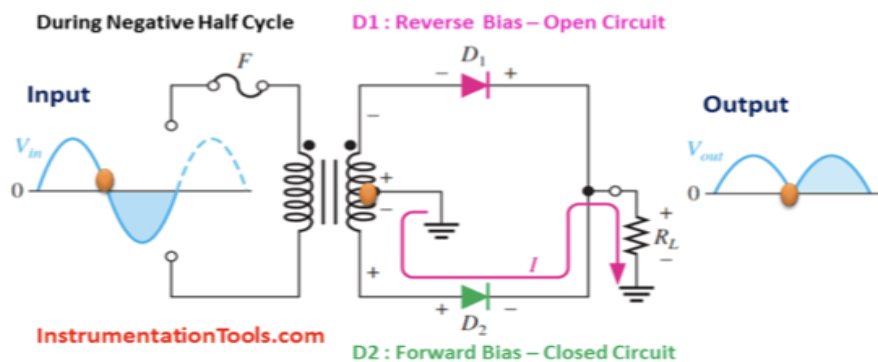 During Negative Half Cycle
D1 : Reverse Bias – Open Circuit
F
D1
− +
Input
Output
Vin
Vout
−
+
−
0
0
+
RL
−
I
+
+ −
D2
InstrumentationTools.com
D2 : Forward Bias – Closed Circuit